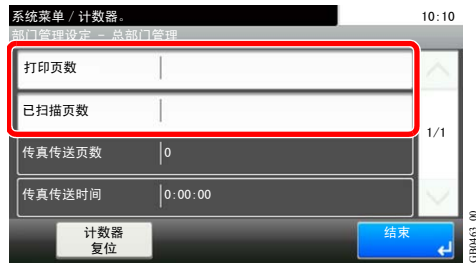 系统菜单 / 计数器。
10:10
部门管理设定 - 总部门管理
打印页数
已扫描页数
1/1
传真传送页数 0
传真传送时间 0:00:00
计数器
复位
结束
GB0463_00